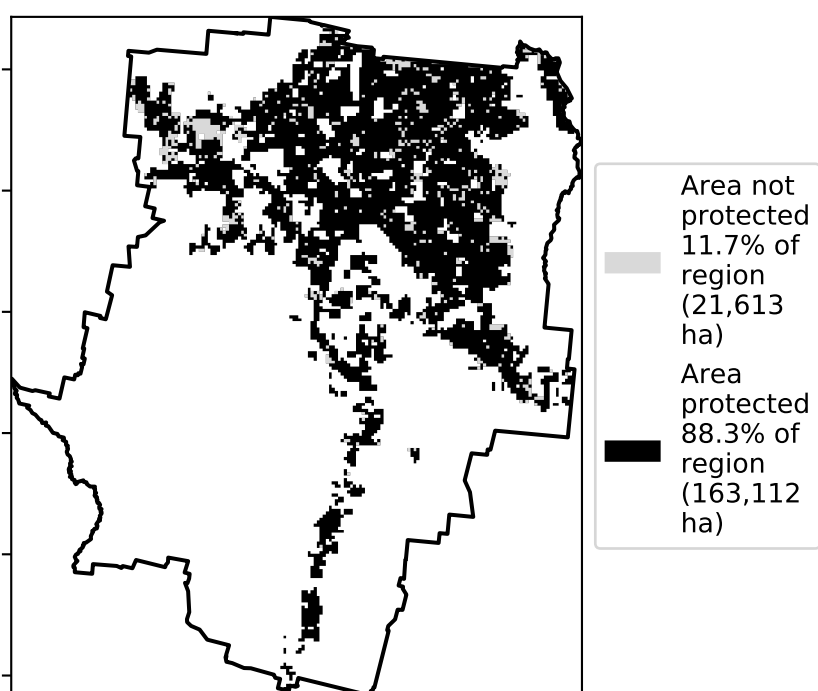 Area not
protected
11.7% of
region
(21,613
ha)
Area
protected
88.3% of
region
(163,112
ha)